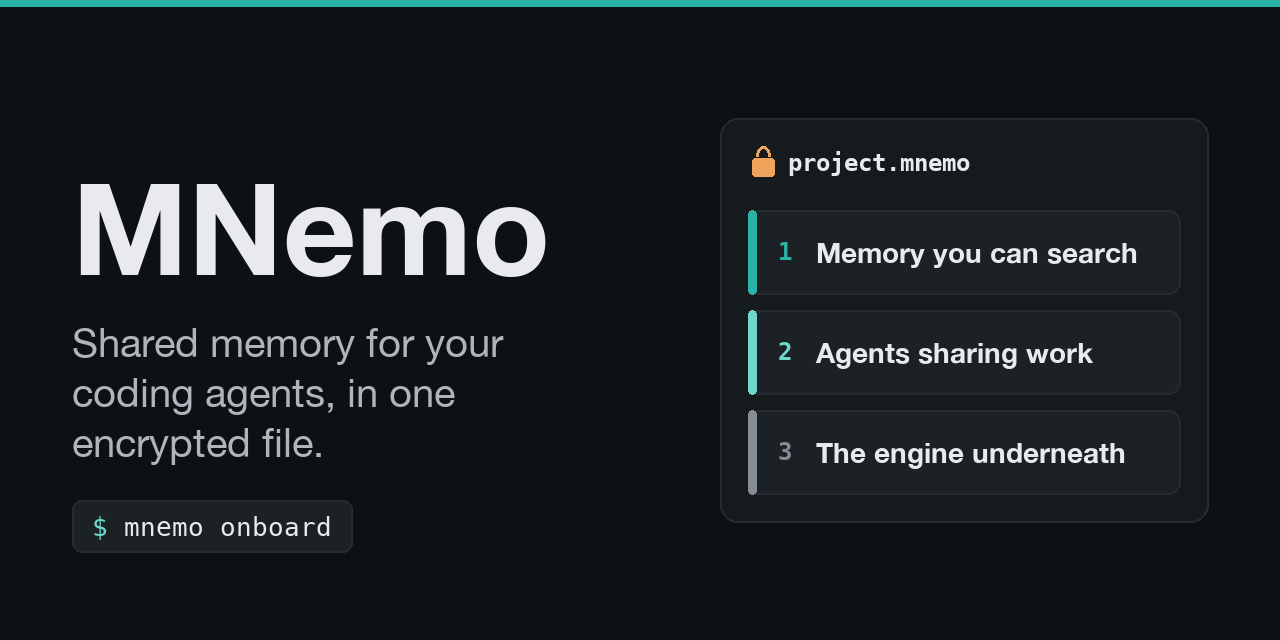 MNemo
Shared memory for your
coding agents, in one
encrypted file.
$ mnemo onboard
project.mnemo
1 Memory you can search
2 Agents sharing work
3 The engine underneath